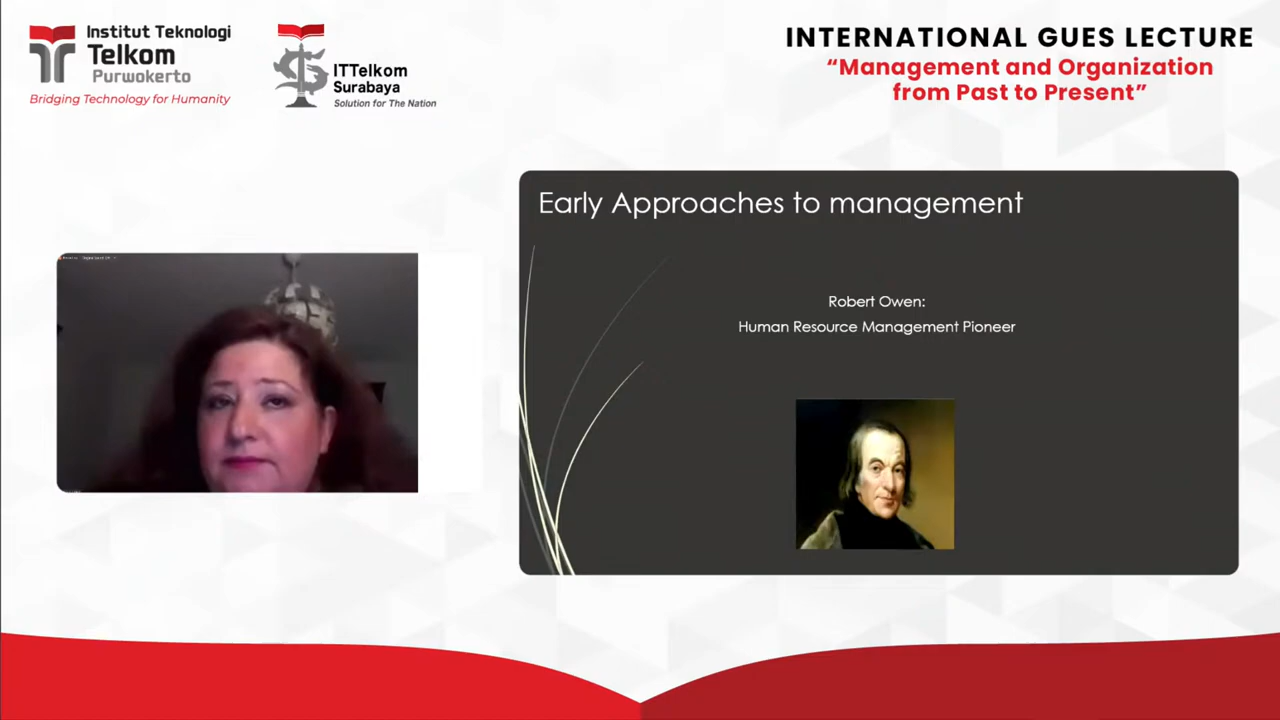 Institut Teknologi
Telkom
Purwokerto
Bridging Technology for Humanity
ITTelkom
Surabaya
Solution for The Nation
INTERNATIONAL GUES LECTURE
“Management and Organization
from Past to Present”
Early Approaches to management
Robert Owen:
Human Resource Management Pioneer